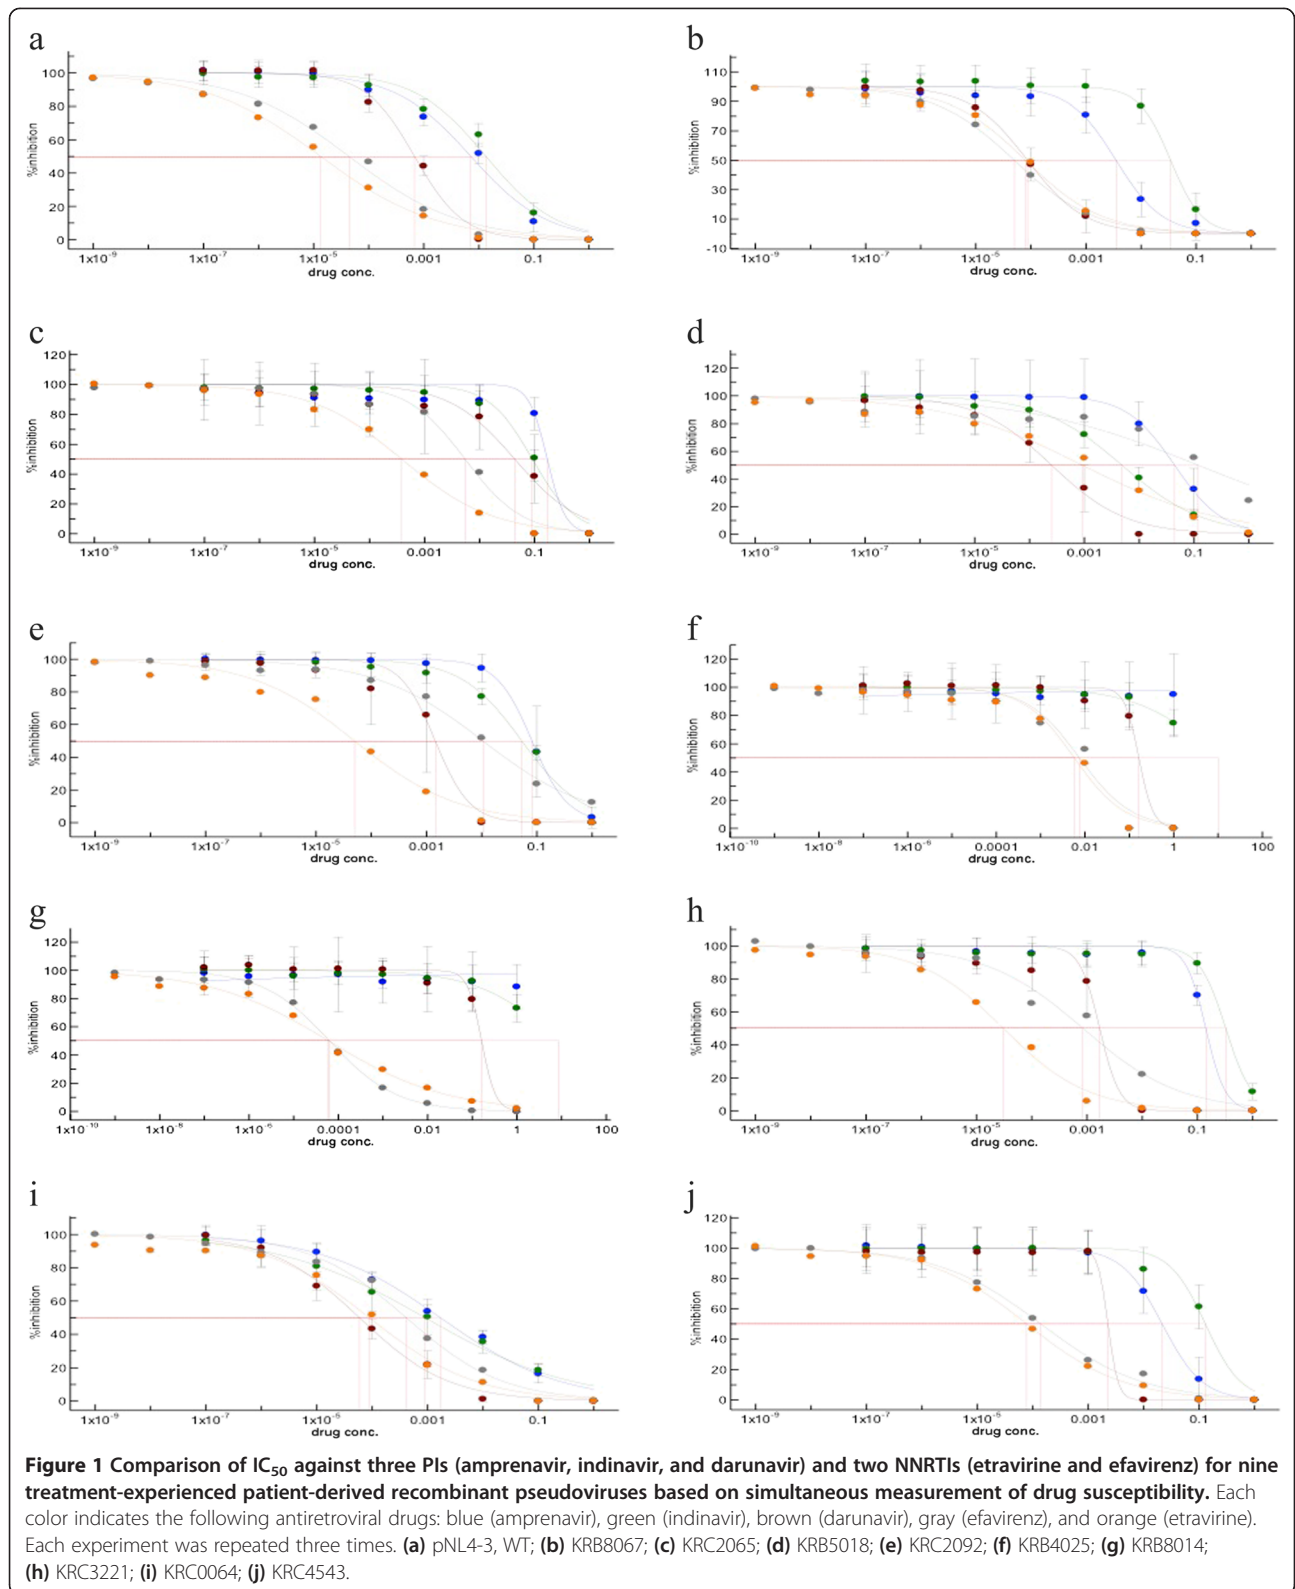 a
100
80
60
40
20
0
%inhibition
1x10⁻⁹ 1x10⁻⁷ 1x10⁻⁵ 0.001 0.1
drug conc.
b
110
90
70
50
30
10
-10
%inhibition
1x10⁻⁹ 1x10⁻⁷ 1x10⁻⁵ 0.001 0.1
drug conc.
c
120
100
80
60
40
20
0
%inhibition
1x10⁻⁹ 1x10⁻⁷ 1x10⁻⁵ 0.001 0.1
drug conc.
d
120
100
80
60
40
20
0
%inhibition
1x10⁻⁹ 1x10⁻⁷ 1x10⁻⁵ 0.001 0.1
drug conc.
e
100
80
60
40
20
0
%inhibition
1x10⁻⁹ 1x10⁻⁷ 1x10⁻⁵ 0.001 0.1
drug conc.
f
120
100
80
60
40
20
0
%inhibition
1x10⁻¹⁰ 1x10⁻⁸ 1x10⁻⁶ 0.0001 0.01 1 100
drug conc.
g
120
100
80
60
40
20
0
%inhibition
1x10⁻¹⁰ 1x10⁻⁸ 1x10⁻⁶ 0.0001 0.01 1 100
drug conc.
h
100
80
60
40
20
0
%inhibition
1x10⁻⁹ 1x10⁻⁷ 1x10⁻⁵ 0.001 0.1
drug conc.
i
100
80
60
40
20
0
%inhibition
1x10⁻⁹ 1x10⁻⁷ 1x10⁻⁵ 0.001 0.1
drug conc.
j
120
100
80
60
40
20
0
%inhibition
1x10⁻⁹ 1x10⁻⁷ 1x10⁻⁵ 0.001 0.1
drug conc.
Figure 1 Comparison of IC₅₀ against three PIs (amprenavir, indinavir, and darunavir) and two NNRTIs (etravirine and efavirenz) for nine
treatment-experienced patient-derived recombinant pseudoviruses based on simultaneous measurement of drug susceptibility. Each
color indicates the following antiretroviral drugs: blue (amprenavir), green (indinavir), brown (darunavir), gray (efavirenz), and orange (etravirine).
Each experiment was repeated three times. (a) pNL4-3, WT; (b) KRB8067; (c) KRC2065; (d) KRB5018; (e) KRC2092; (f) KRB4025; (g) KRB8014;
(h) KRC3221; (i) KRC0064; (j) KRC4543.